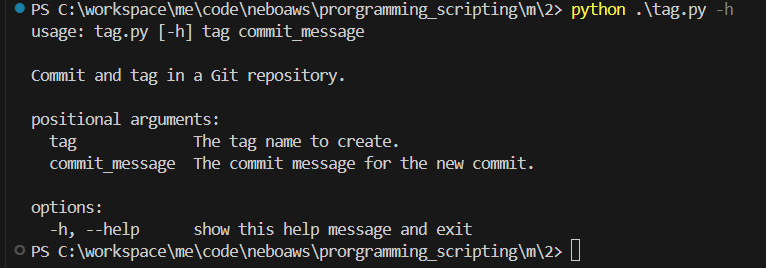 PS C:\workspace\me\code\neboaws\prorgramming_scripting\m\2> python .\tag.py -h
usage: tag.py [-h] tag commit_message
Commit and tag in a Git repository.
positional arguments:
tag The tag name to create.
commit_message The commit message for the new commit.
options:
-h, --help show this help message and exit
PS C:\workspace\me\code\neboaws\prorgramming_scripting\m\2>